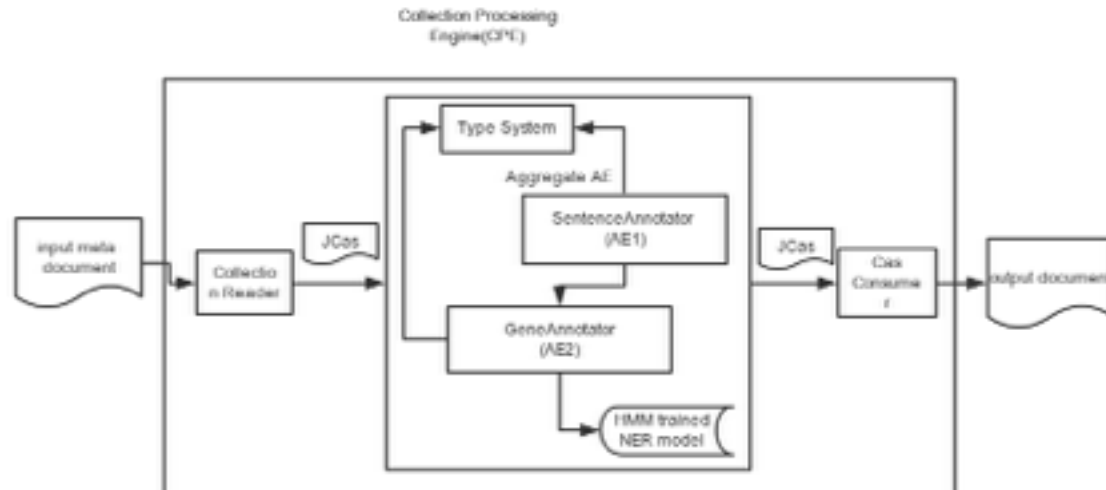 Collection Processing
Engine(CPE)
Type System
Aggregate AE
SentenceAnnotator
(AE1)
JCas
JCas
input meta
document
Collectio
n Reader
Cas
Consume
r
output document
GeneAnnotator
(AE2)
HMM trained
NER model